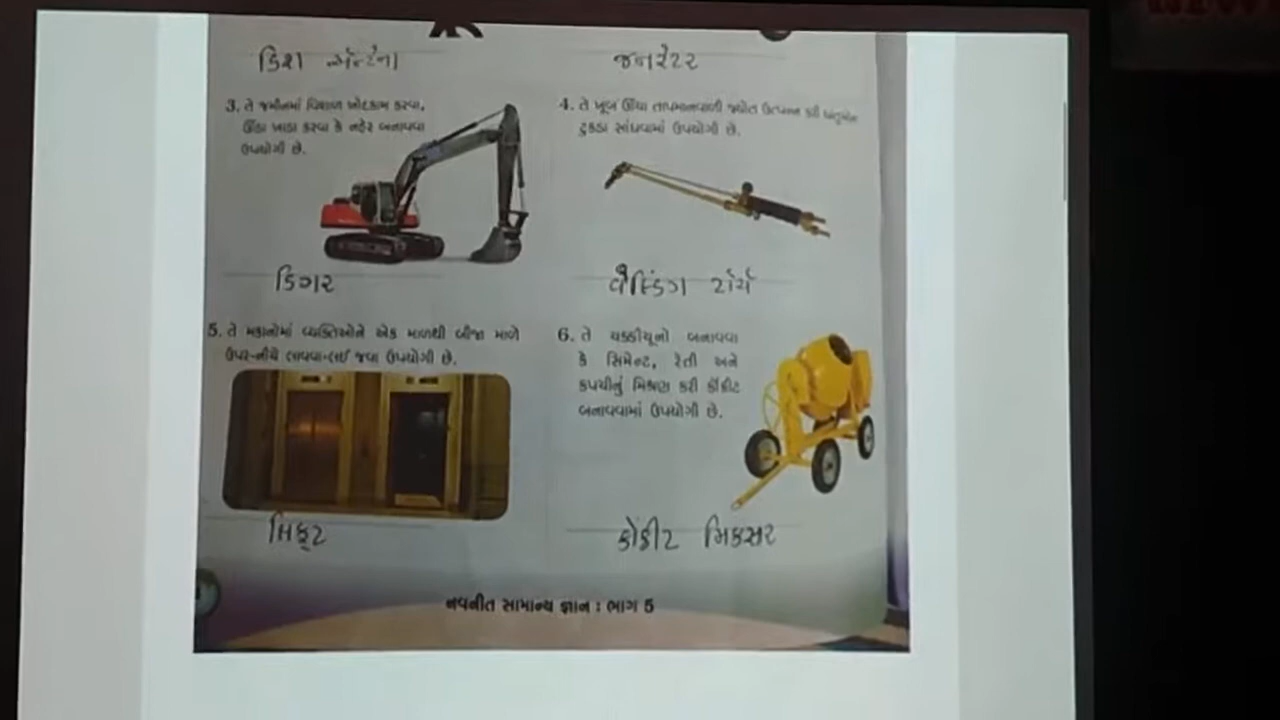 ડિશ એન્ટેના
જનરેટર
3. તે જમીનમાં વિશાળ ખોદકામ કરવા,
ઊંડા ખાડા કરવા કે નહેર બનાવવા
ઉપયોગી છે.
4. તે ખૂબ ઊંચા તાપમાનવાળી જ્યોત ઉત્પન્ન કરી ધાતુઓના
ટુકડા સાંધવામાં ઉપયોગી છે.
ડિગર
વેલ્ડિંગ ટૉર્ચ
5. તે મકાનોમાં વ્યક્તિઓને એક માળથી બીજા માળે
ઉપર-નીચે લાવવા-લઈ જવા ઉપયોગી છે.
6. તે ચક્કીચૂનો બનાવવા
કે સિમેન્ટ, રેતી અને
કપચીનું મિશ્રણ કરી કૉંક્રીટ
બનાવવામાં ઉપયોગી છે.
લિફ્ટ
કોંક્રીટ મિકસર
નવનીત સામાન્ય જ્ઞાન : ભાગ 5